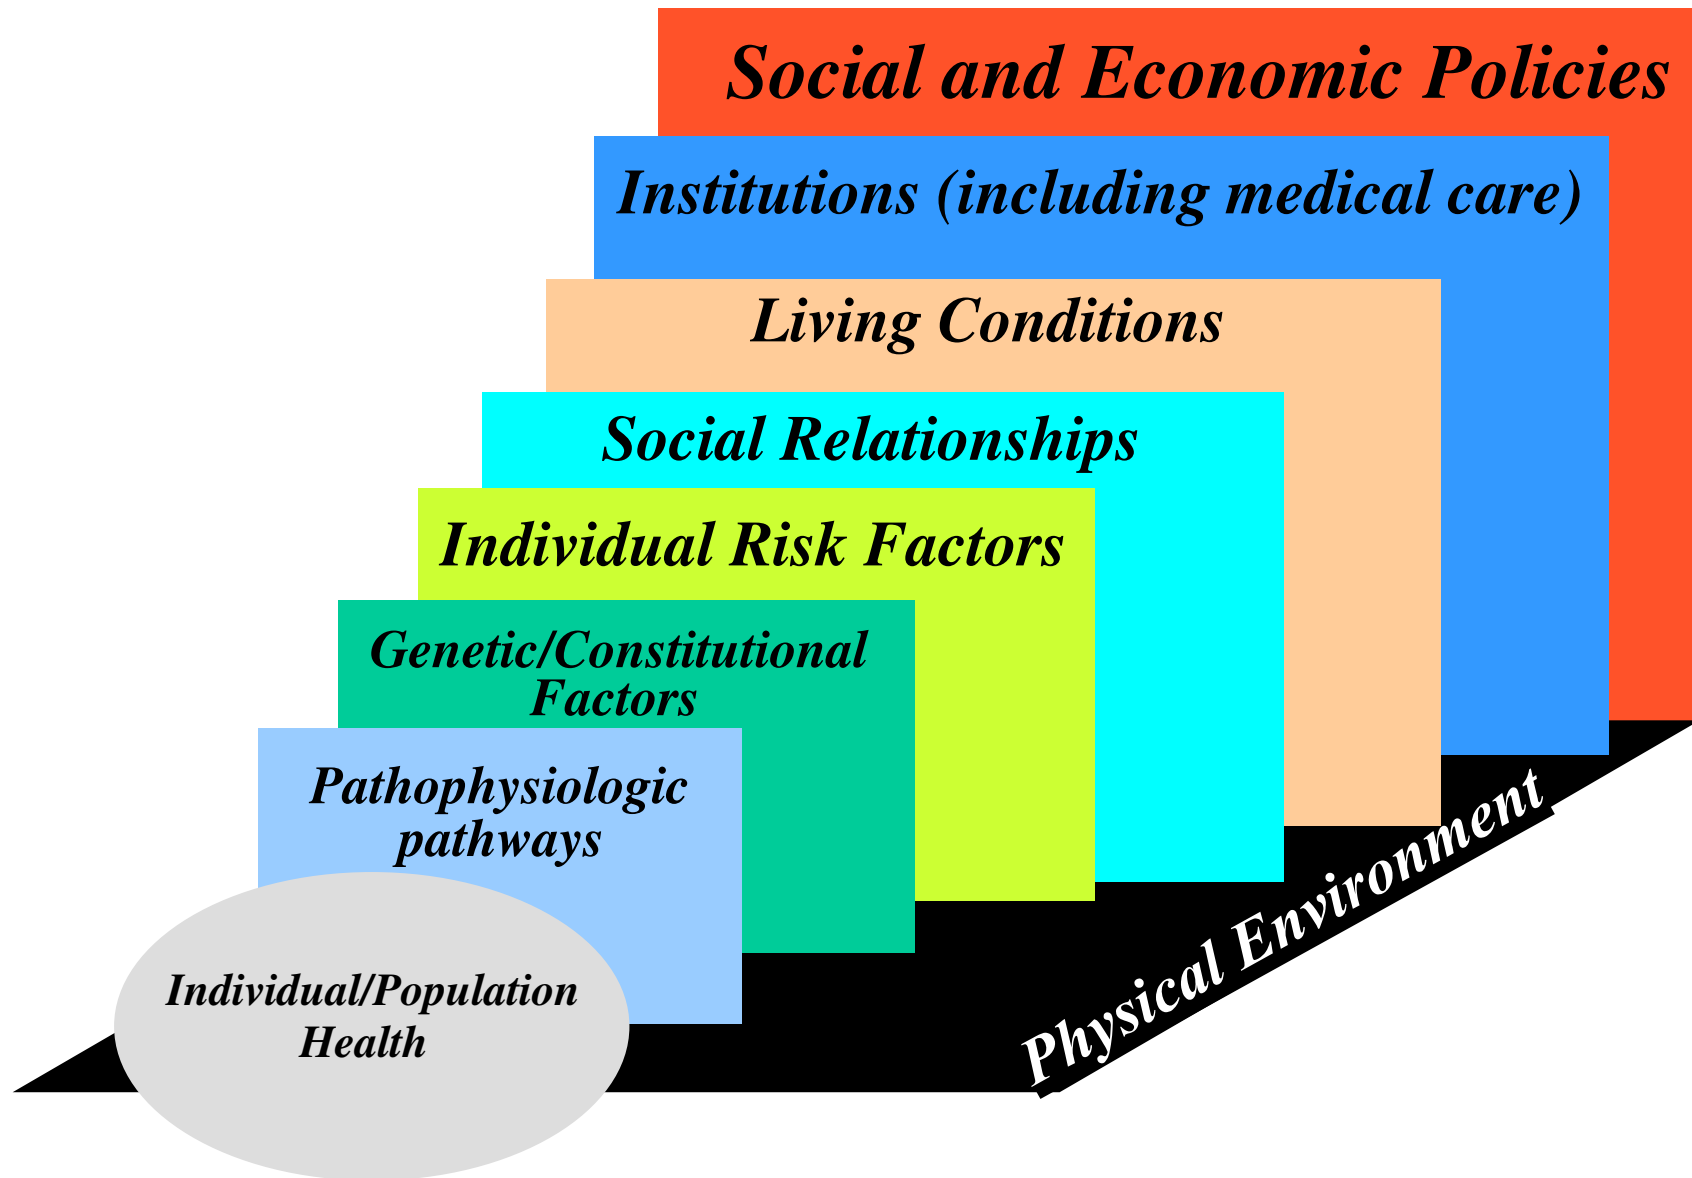 Social and Economic Policies
Institutions (including medical care)
Living Conditions
Social Relationships
Individual Risk Factors
Genetic/Constitutional
Factors
Pathophysiologic
pathways
Individual/Population
Health
Physical Environment